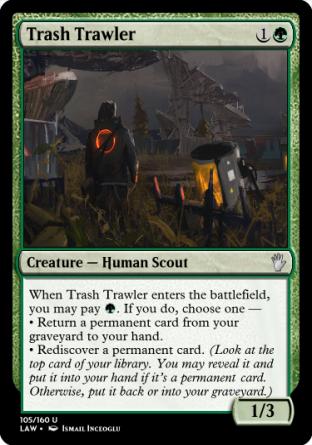 Trash Trawler 1
Creature — Human Scout
When Trash Trawler enters the battlefield,
you may pay . If you do, choose one —
• Return a permanent card from your
graveyard to your hand.
• Rediscover a permanent card. (Look at the
top card of your library. You may reveal it and
put it into your hand if it's a permanent card.
Otherwise, put it back or into your graveyard.)
1/3
105/160 U
LAW • Ismail Inceoglu